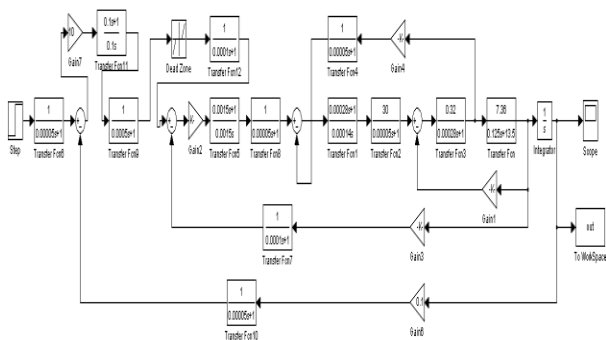 10
Gain7
0.1s+1
0.1s
Transfer Fcn11
Dead Zone
1
0.0001s+1
Transfer Fcn12
1
0.00005s+1
Transfer Fcn4
-K-
Gain4
Step
1
0.00005s+1
Transfer Fcn6
1
0.0005s+1
Transfer Fcn9
Gain2
0.0015s+1
0.0015s
Transfer Fcn5
1
0.00005s+1
Transfer Fcn8
0.00028s+1
0.00014s
Transfer Fcn1
30
0.00005s+1
Transfer Fcn2
0.32
0.00028s+1
Transfer Fcn3
7.36
0.125s+13.5
Transfer Fcn
1
s
Integrator
Scope
-K-
Gain1
out
To WorkSpace
1
0.0001s+1
Transfer Fcn7
-K-
Gain3
1
0.00005s+1
Transfer Fcn10
0.1
Gain6